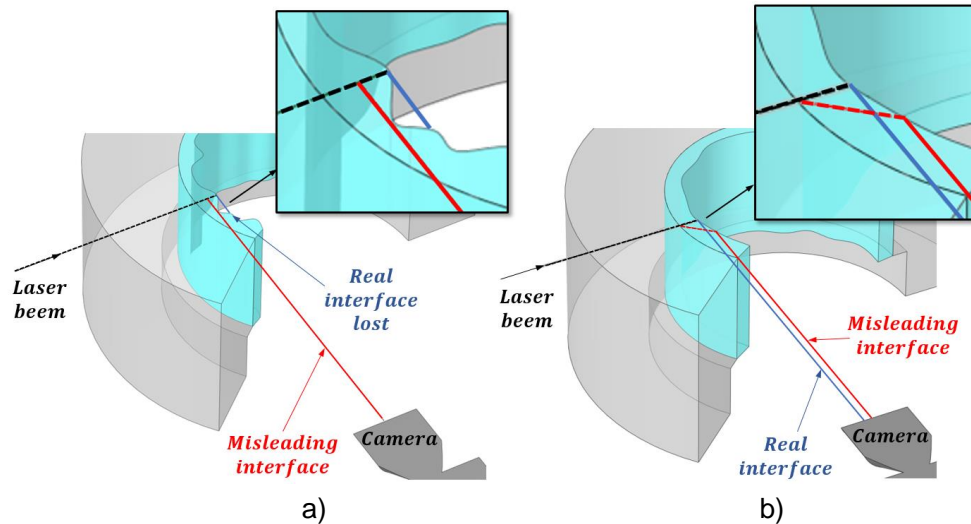 Laser
beem
Real
interface
lost
Misleading
interface
Camera
a)
Laser
beem
Misleading
interface
Real
interface
Camera
b)